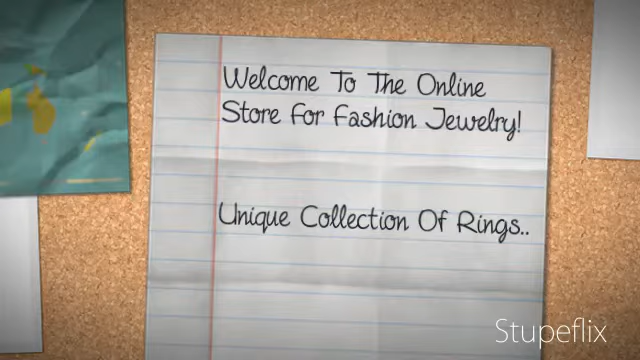 Welcome To The Online
Store For Fashion Jewelry!
Unique Collection Of Rings..
Stupeflix